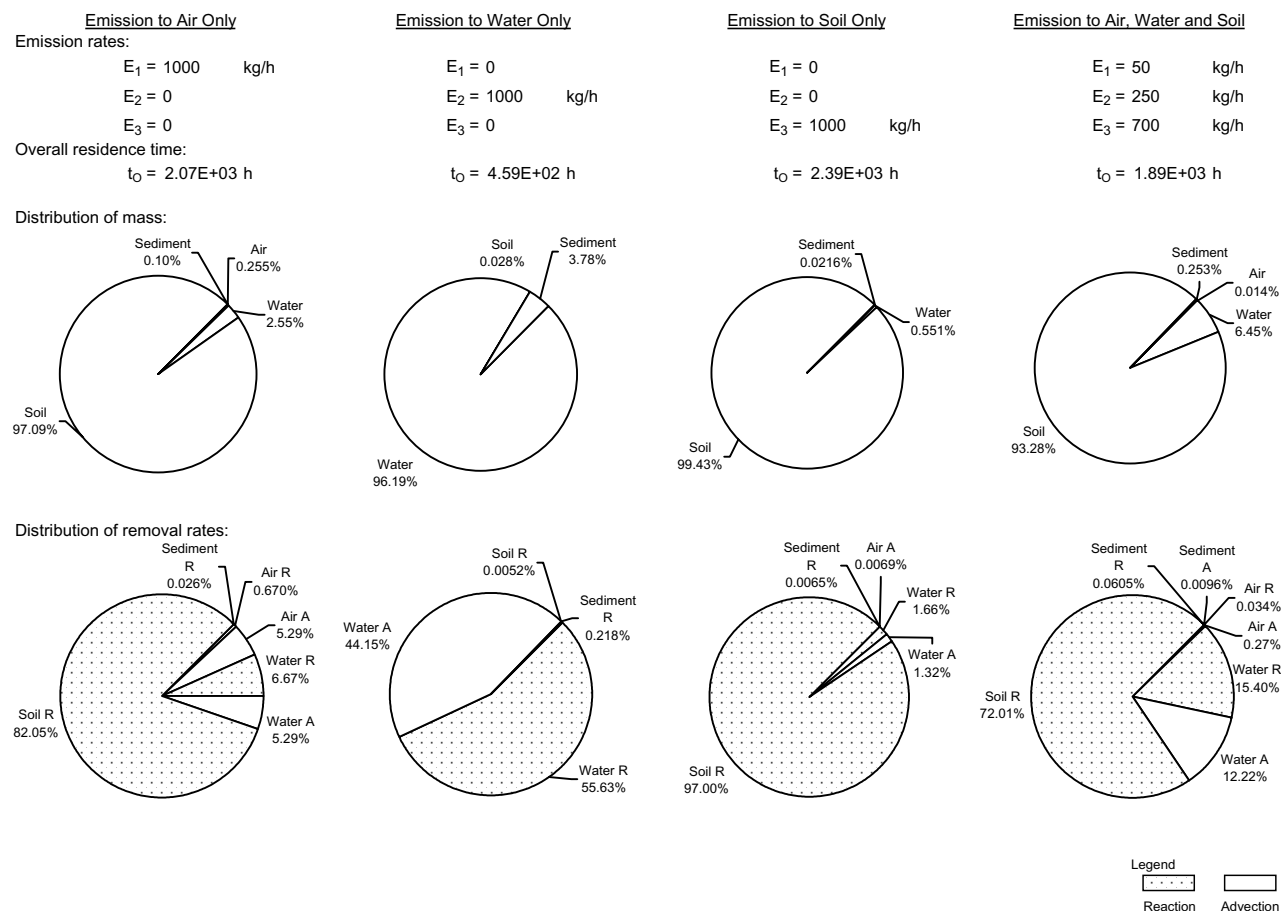 Emission to Air Only
Emission to Water Only
Emission to Soil Only
Emission to Air, Water and Soil
Emission rates:
E1 = 1000 kg/h
E1 = 0
E1 = 0
E1 = 50 kg/h
E2 = 0
E2 = 1000 kg/h
E2 = 0
E2 = 250 kg/h
E3 = 0
E3 = 0
E3 = 1000 kg/h
E3 = 700 kg/h
Overall residence time:
tO = 2.07E+03 h
tO = 4.59E+02 h
tO = 2.39E+03 h
tO = 1.89E+03 h
Distribution of mass:
Sediment
0.10%
Air
0.255%
Water
2.55%
Soil
97.09%
Soil
0.028%
Sediment
3.78%
Water
96.19%
Sediment
0.0216%
Water
0.551%
Soil
99.43%
Sediment
0.253%
Air
0.014%
Water
6.45%
Soil
93.28%
Distribution of removal rates:
Sediment
R
0.026%
Air R
0.670%
Air A
5.29%
Water R
6.67%
Water A
5.29%
Soil R
82.05%
Soil R
0.0052%
Sediment
R
0.218%
Water A
44.15%
Water R
55.63%
Sediment
R
0.0065%
Air A
0.0069%
Water R
1.66%
Water A
1.32%
Soil R
97.00%
Sediment
R
0.0605%
Sediment
A
0.0096%
Air R
0.034%
Air A
0.27%
Water R
15.40%
Water A
12.22%
Soil R
72.01%
Legend
Reaction
Advection